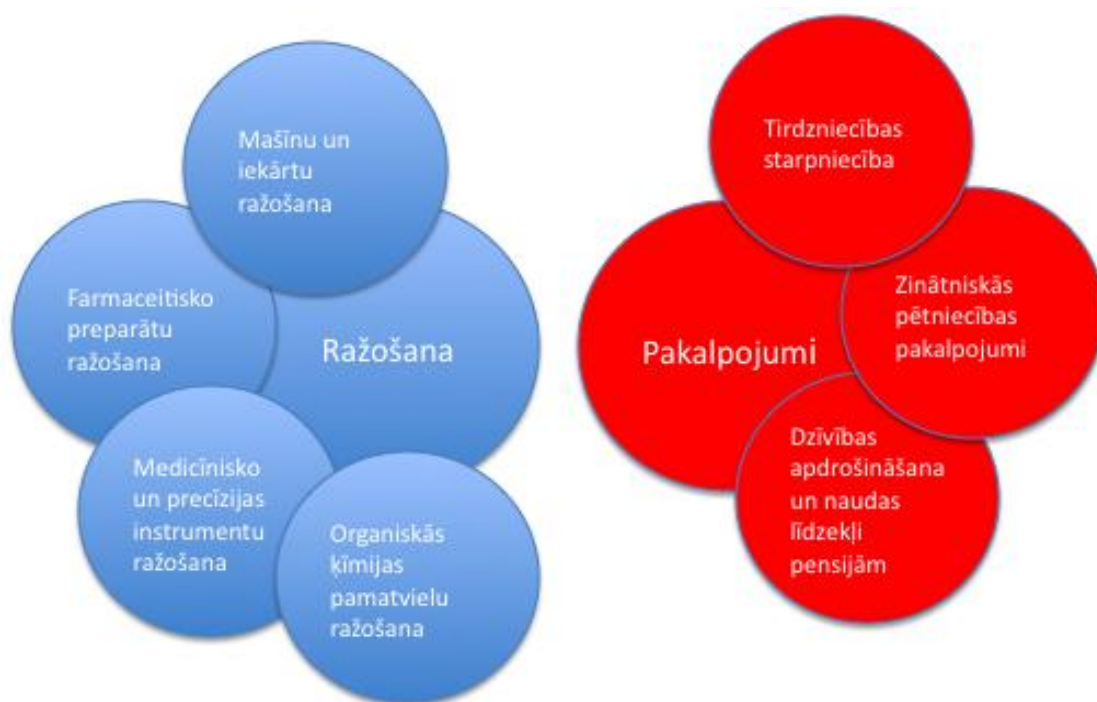 Mašīnu un
iekārtu
ražošana
Farmaceitisko
preparātu
ražošana
Ražošana
Medicīnisko
un precīzijas
instrumentu
ražošana
Organiskās
ķīmijas
pamatvielu
ražošana
Tirdzniecības
starpniecība
Zinātniskās
pētniecības
pakalpojumi
Pakalpojumi
Dzīvības
apdrošināšana
un naudas
līdzekļi
pensijām